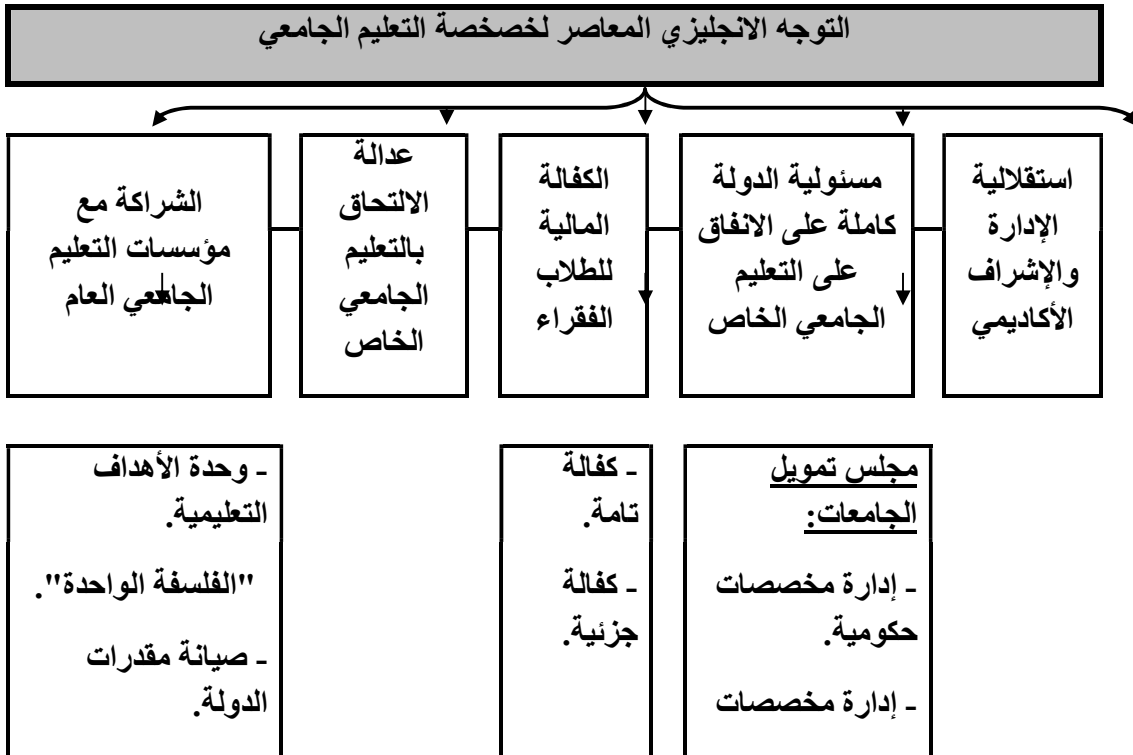 التوجه الانجليزي المعاصر لخصخصة التعليم الجامعي
استقلالية
الإدارة
والإشراف
الأكاديمي
مسئولية الدولة
كاملة على الانفاق
على التعليم
الجامعي الخاص
الكفالة
المالية
للطلاب
الفقراء
عدالة
الالتحاق
بالتعليم
الجامعي
الخاص
الشراكة مع
مؤسسات التعليم
الجامعي العام
مجلس تمويل
الجامعات:
- إدارة مخصصات
حكومية.
- إدارة مخصصات
- كفالة
تامة.
- كفالة
جزئية.
- وحدة الأهداف
التعليمية.
"الفلسفة الواحدة".
- صيانة مقدرات
الدولة.